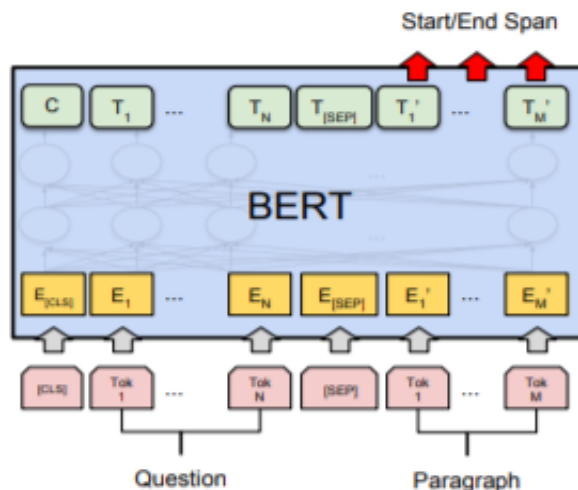 Start/End Span
C T1 ... TN T[SEP] T1' ... TM'
...
BERT
...
E[CLS] E1 ... EN E[SEP] E1' ... EM'
[CLS] Tok 1 ... Tok N [SEP] Tok 1 ... Tok M
Question Paragraph